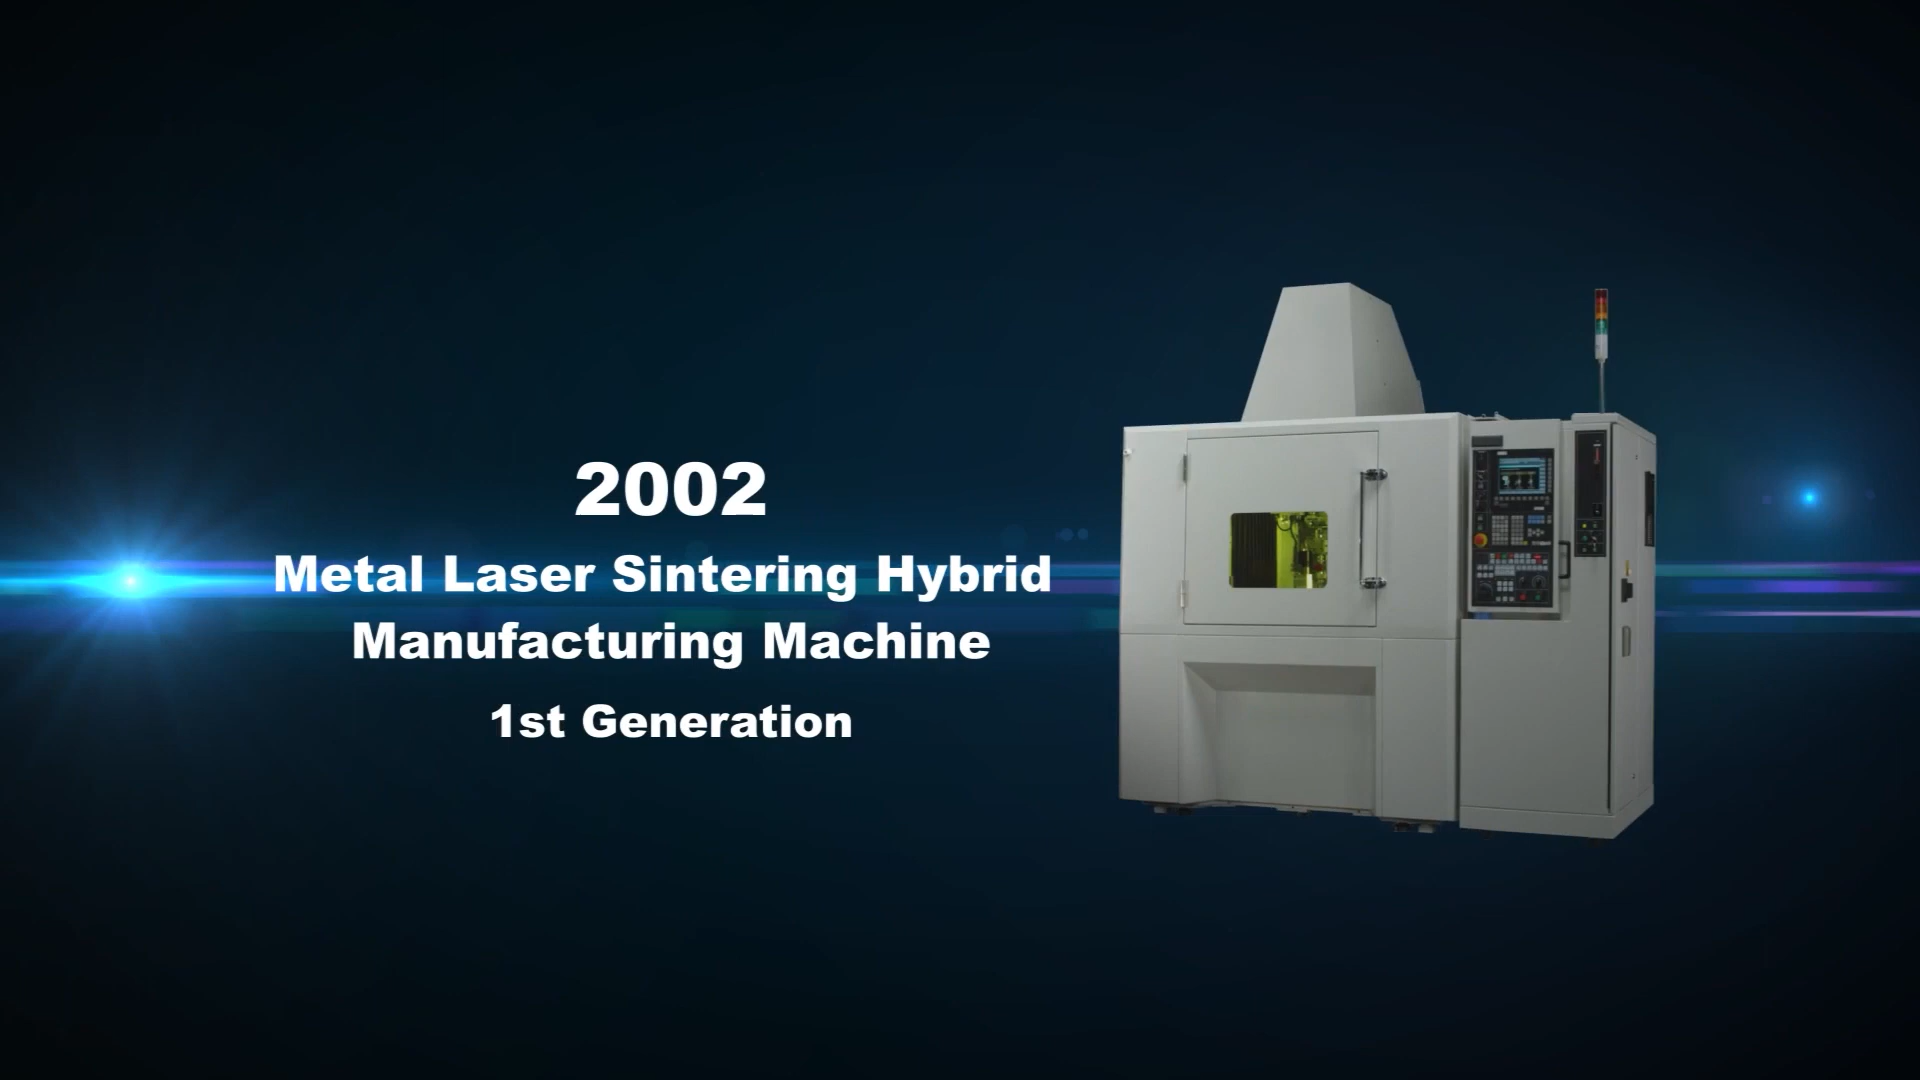 2002
Metal Laser Sintering Hybrid
Manufacturing Machine
1st Generation